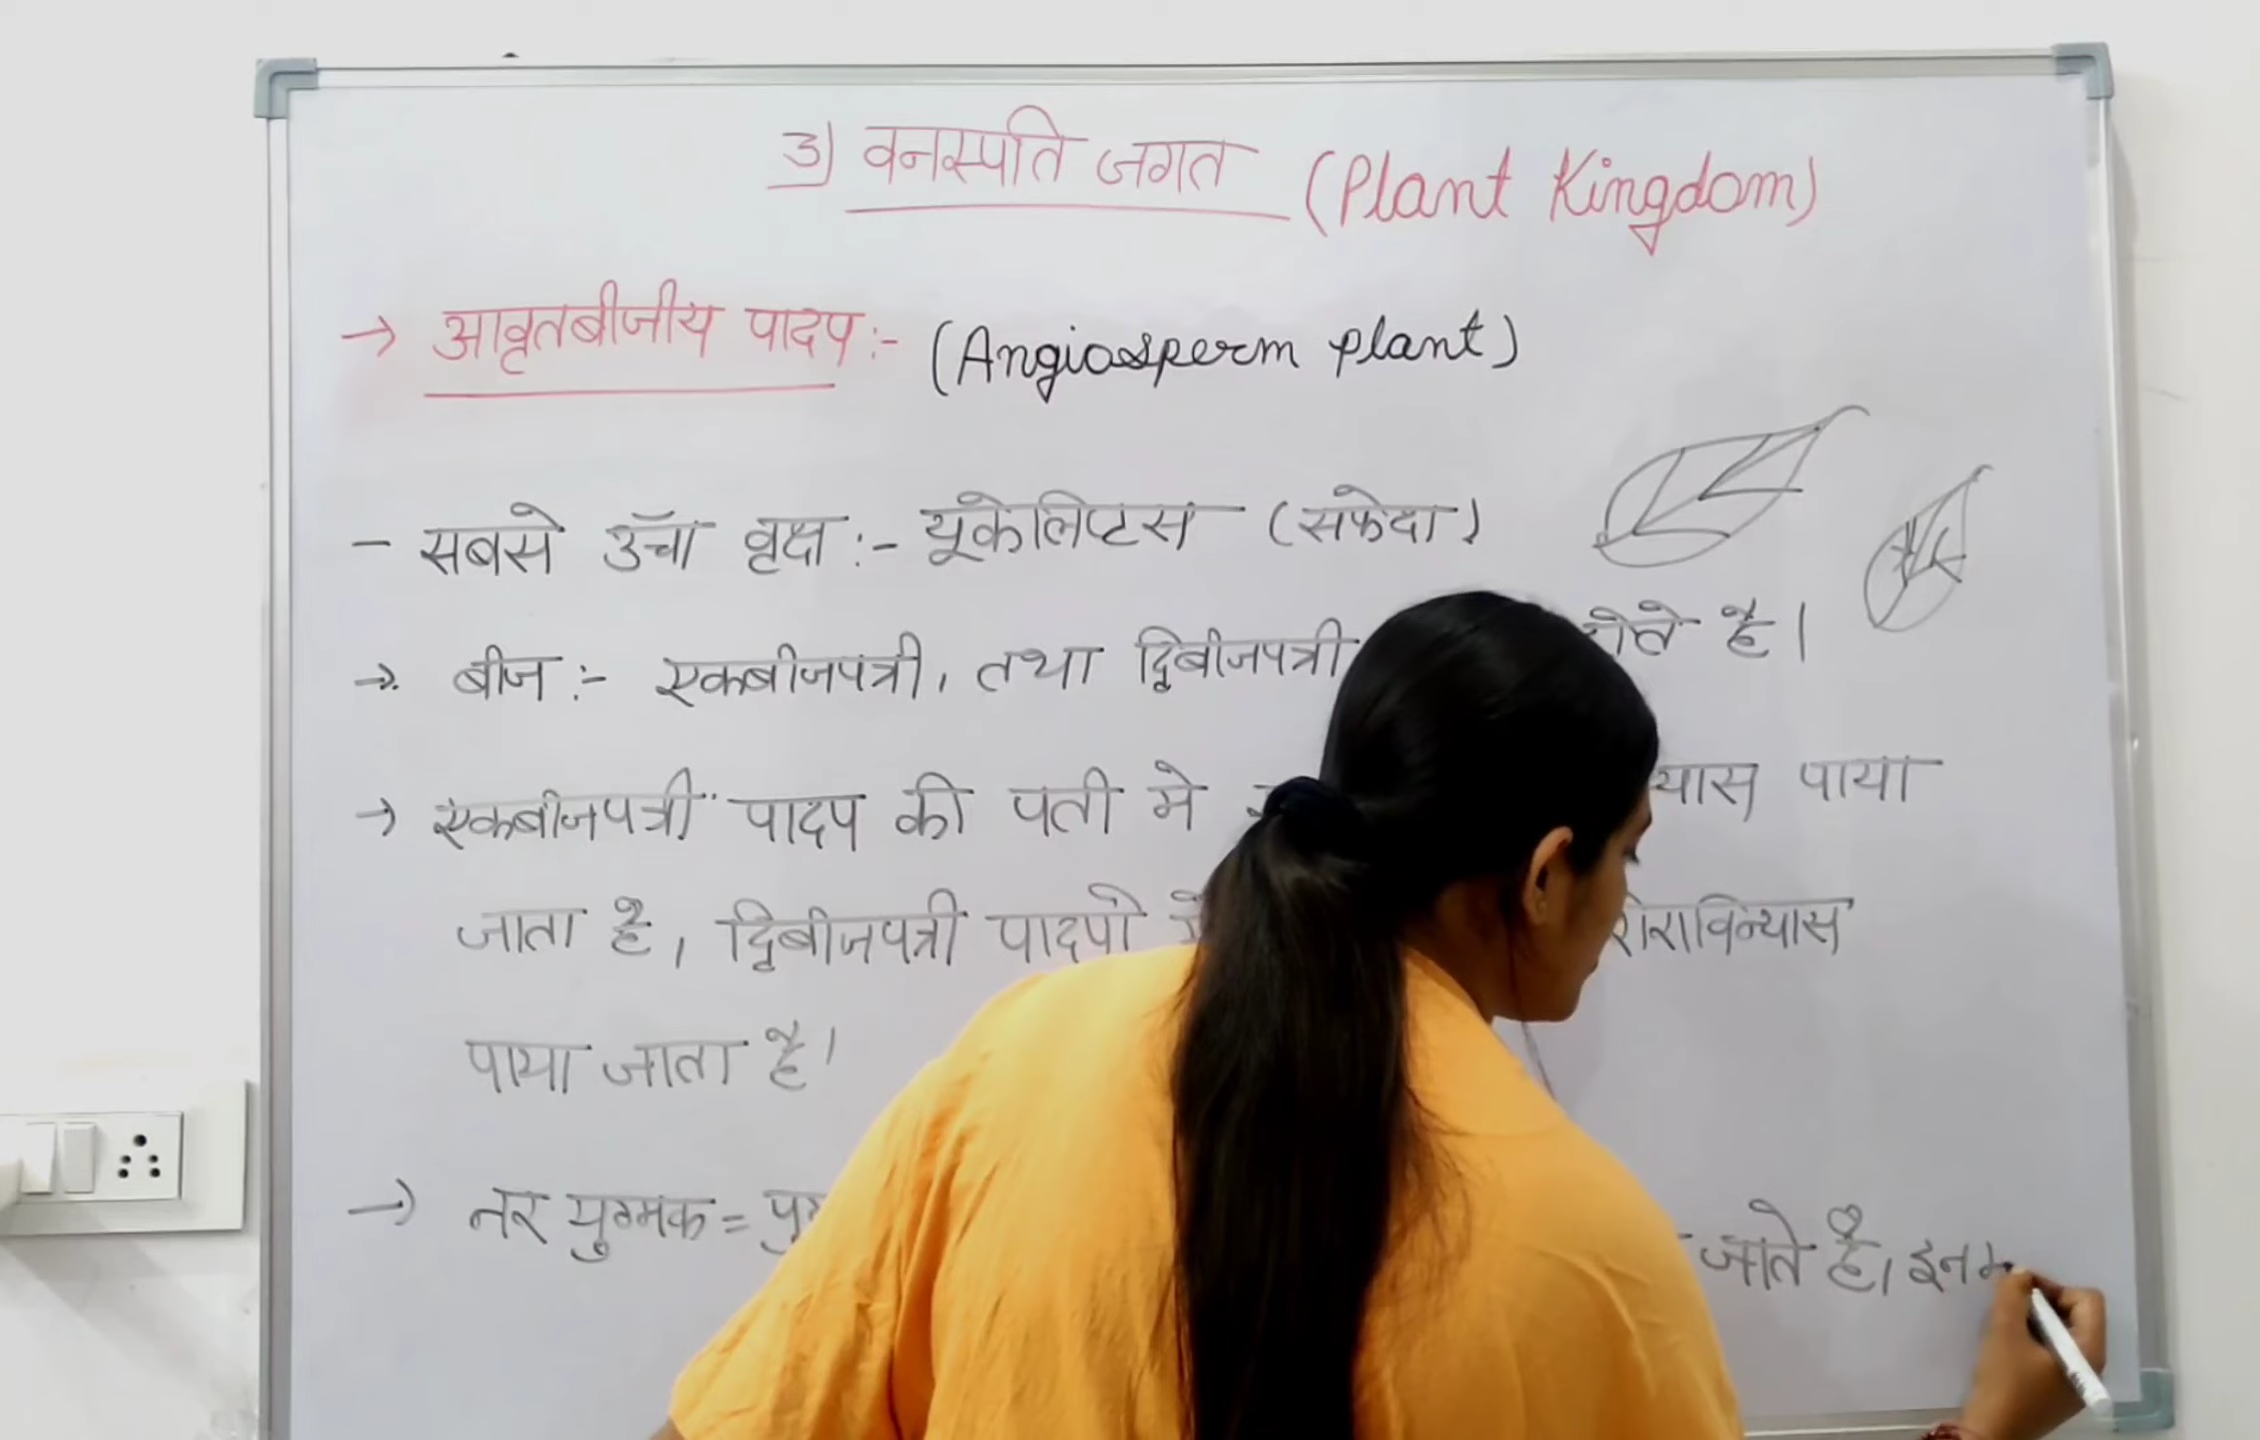 3) वनस्पति जगत (Plant Kingdom)
→ आवृतबीजीय पादप :- (Angiosperm plant)
- सबसे ऊँचा वृक्ष :- यूकेलिप्टस (सफेदा)
→ बीज :- एकबीजपत्री, तथा द्विबीजपत्री है।
→ एकबीजपत्री पादप की पती मे पाया
जाता है, द्विबीजपत्री पादपो
पाया जाता है।
→ नर युग्मक = जाते है, इनमे